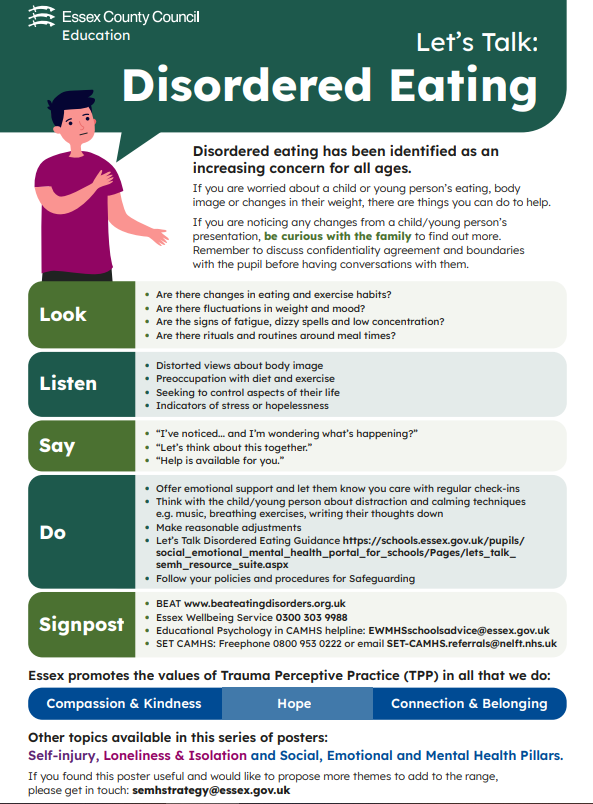 Essex County Council
Education
Let's Talk:
Disordered Eating
Disordered eating has been identified as an
increasing concern for all ages.
If you are worried about a child or young person's eating, body
image or changes in their weight, there are things you can do to help.
If you are noticing any changes from a child/young person's
presentation, be curious with the family to find out more.
Remember to discuss confidentiality agreement and boundaries
with the pupil before having conversations with them.
Look
• Are there changes in eating and exercise habits?
• Are there fluctuations in weight and mood?
• Are the signs of fatigue, dizzy spells and low concentration?
• Are there rituals and routines around meal times?
Listen
• Distorted views about body image
• Preoccupation with diet and exercise
• Seeking to control aspects of their life
• Indicators of stress or hopelessness
Say
• "I've noticed... and I'm wondering what's happening?"
• "Let's think about this together."
• "Help is available for you."
Do
• Offer emotional support and let them know you care with regular check-ins
• Think with the child/young person about distraction and calming techniques
e.g. music, breathing exercises, writing their thoughts down
• Make reasonable adjustments
• Let's Talk Disordered Eating Guidance https://schools.essex.gov.uk/pupils/
social_emotional_mental_health_portal_for_schools/Pages/lets_talk_
semh_resource_suite.aspx
• Follow your policies and procedures for Safeguarding
Signpost
• BEAT www.beateatingdisorders.org.uk
• Essex Wellbeing Service 0300 303 9988
• Educational Psychology in CAMHS helpline: EWMHSschoolsadvice@essex.gov.uk
• SET CAMHS: Freephone 0800 953 0222 or email SET-CAMHS.referrals@nelft.nhs.uk
Essex promotes the values of Trauma Perceptive Practice (TPP) in all that we do:
Compassion & Kindness
Hope
Connection & Belonging
Other topics available in this series of posters:
Self-injury, Loneliness & Isolation and Social, Emotional and Mental Health Pillars.
If you found this poster useful and would like to propose more themes to add to the range,
please get in touch: semhstrategy@essex.gov.uk